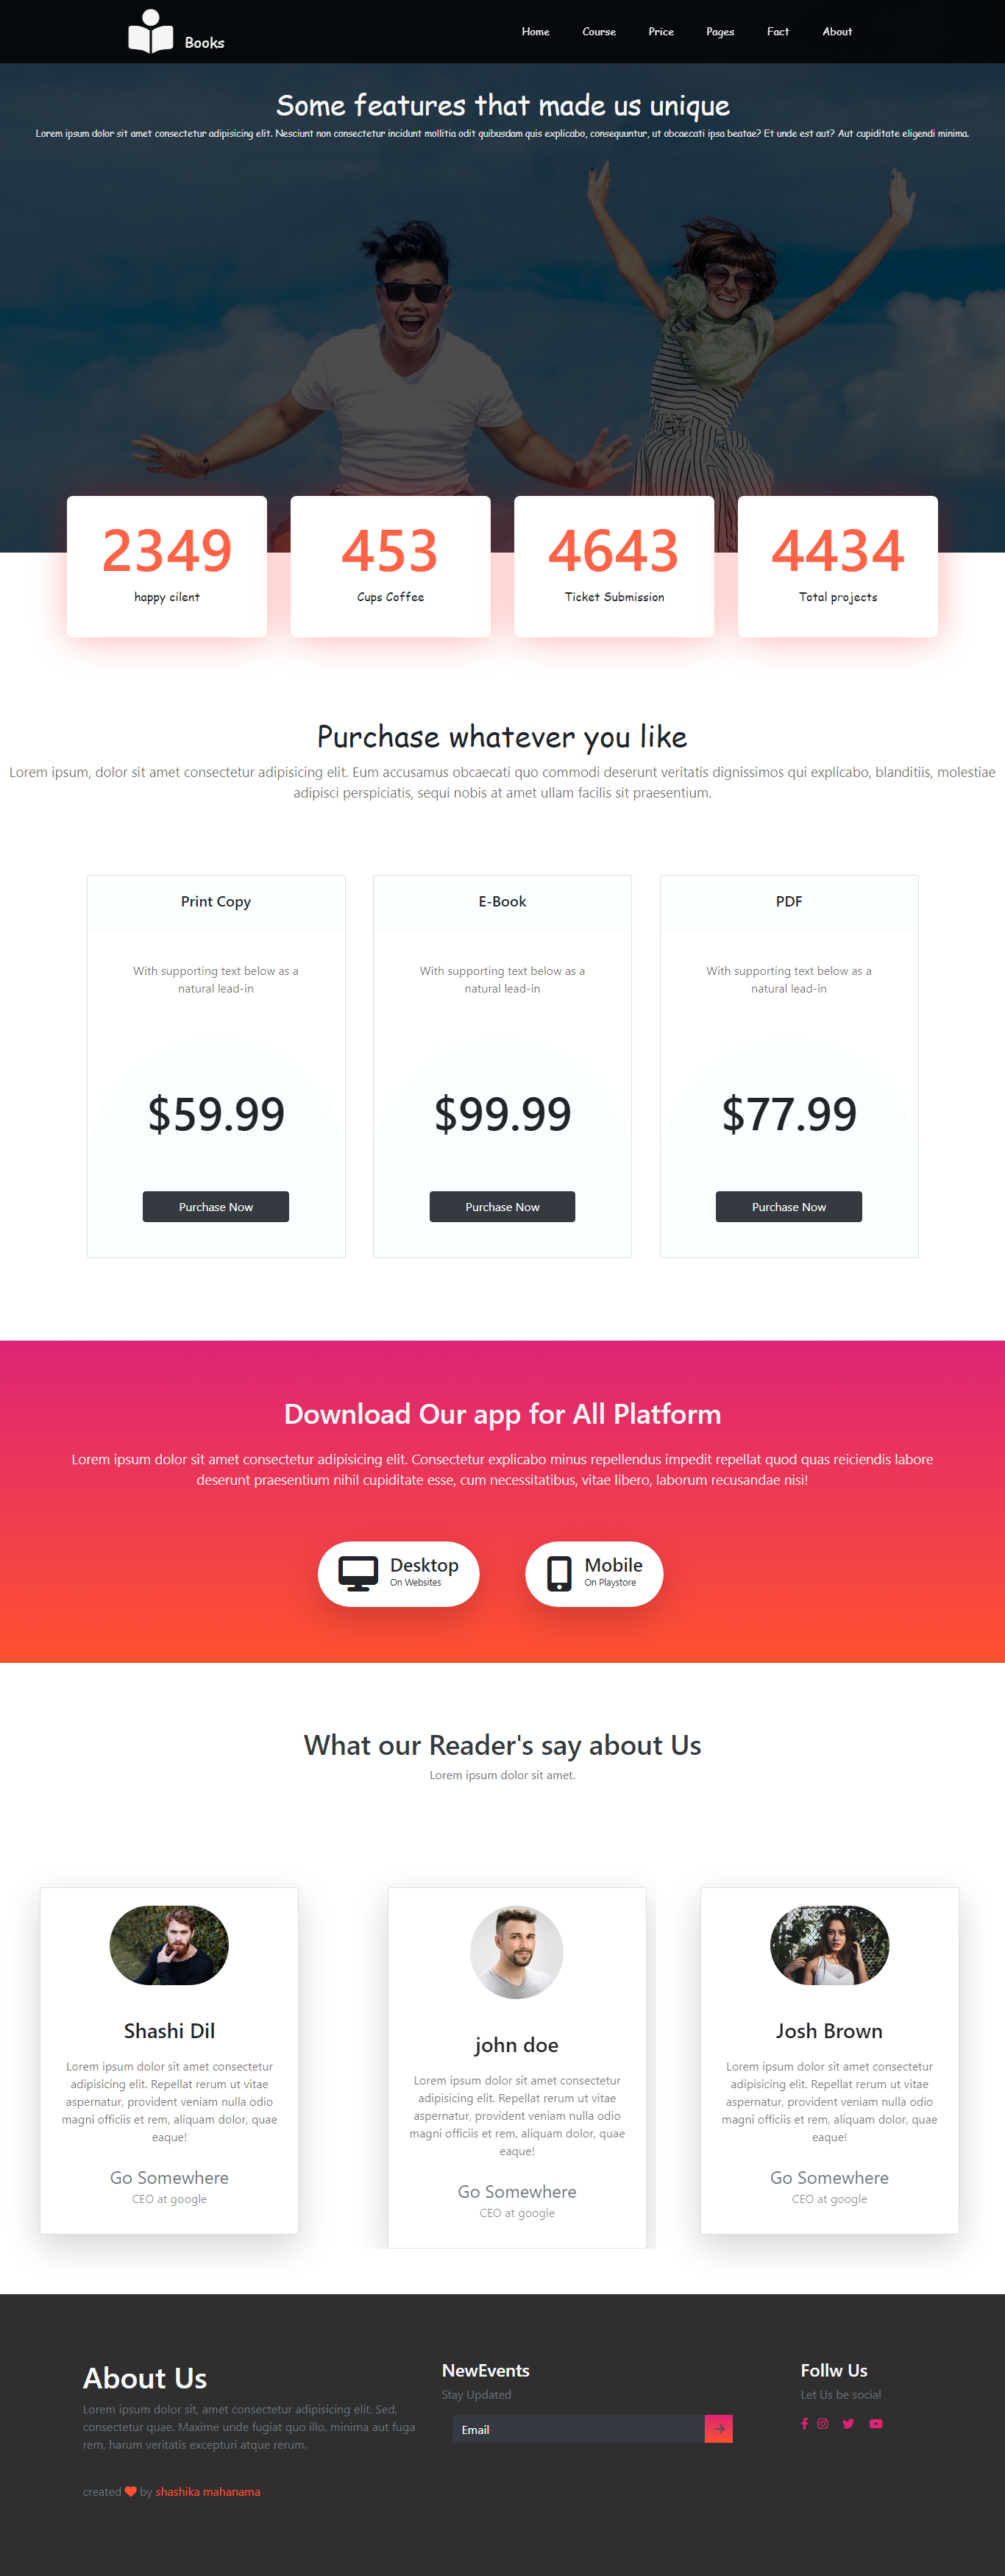 Books
Home Course Price Pages Fact About
Some features that made us unique
Lorem ipsum dolor sit amet consectetur adipisicing elit. Nesciunt non consectetur incidunt mollitia odit quibusdam quis explicabo, consequuntur, ut obcaecati ipsa beatae? Et unde est aut? Aut cupiditate eligendi minima.
2349
happy cilent
453
Cups Coffee
4643
Ticket Submission
4434
Total projects
Purchase whatever you like
Lorem ipsum, dolor sit amet consectetur adipisicing elit. Eum accusamus obcaecati quo commodi deserunt veritatis dignissimos qui explicabo, blanditiis, molestiae
adipisci perspiciatis, sequi nobis at amet ullam facilis sit praesentium.
Print Copy
With supporting text below as a
natural lead-in
$59.99
Purchase Now
E-Book
With supporting text below as a
natural lead-in
$99.99
Purchase Now
PDF
With supporting text below as a
natural lead-in
$77.99
Purchase Now
Download Our app for All Platform
Lorem ipsum dolor sit amet consectetur adipisicing elit. Consectetur explicabo minus repellendus impedit repellat quod quas reiciendis labore
deserunt praesentium nihil cupiditate esse, cum necessitatibus, vitae libero, laborum recusandae nisi!
Desktop
On Websites
Mobile
On Playstore
What our Reader's say about Us
Lorem ipsum dolor sit amet.
Shashi Dil
Lorem ipsum dolor sit amet consectetur
adipisicing elit. Repellat rerum ut vitae
aspernatur, provident veniam nulla odio
magni officiis et rem, aliquam dolor, quae
eaque!
Go Somewhere
CEO at google
john doe
Lorem ipsum dolor sit amet consectetur
adipisicing elit. Repellat rerum ut vitae
aspernatur, provident veniam nulla odio
magni officiis et rem, aliquam dolor, quae
eaque!
Go Somewhere
CEO at google
Josh Brown
Lorem ipsum dolor sit amet consectetur
adipisicing elit. Repellat rerum ut vitae
aspernatur, provident veniam nulla odio
magni officiis et rem, aliquam dolor, quae
eaque!
Go Somewhere
CEO at google
About Us
Lorem ipsum dolor sit, amet consectetur adipisicing elit. Sed,
consectetur quae. Maxime unde fugiat quo illo, minima aut fuga
rem, harum veritatis excepturi atque rerum.
created by shashika mahanama
NewEvents
Stay Updated
Email
Follw Us
Let Us be social